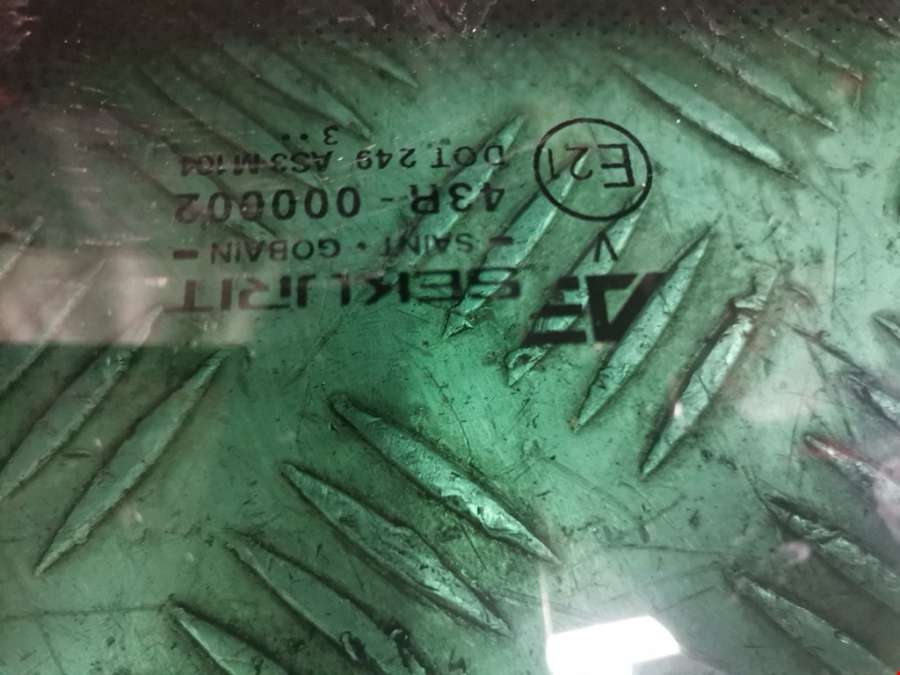 SEKURIT
– SAINT · GOBAIN –
V
E21
43R - 000002
DOT 249 AS3 M104
3 ..